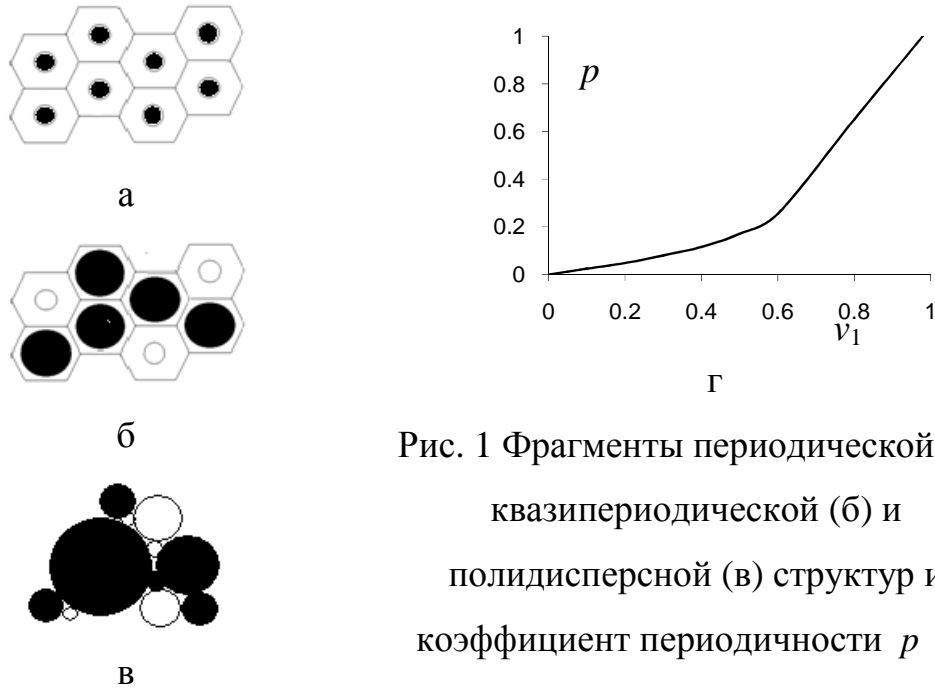 а
б
в
1
0.8
0.6
0.4
0.2
0
p
0 0.2 0.4 0.6 0.8 1
v1
г
Рис. 1 Фрагменты периодической
квазипериодической (б) и
полидисперсной (в) структур и
коэффициент периодичности p